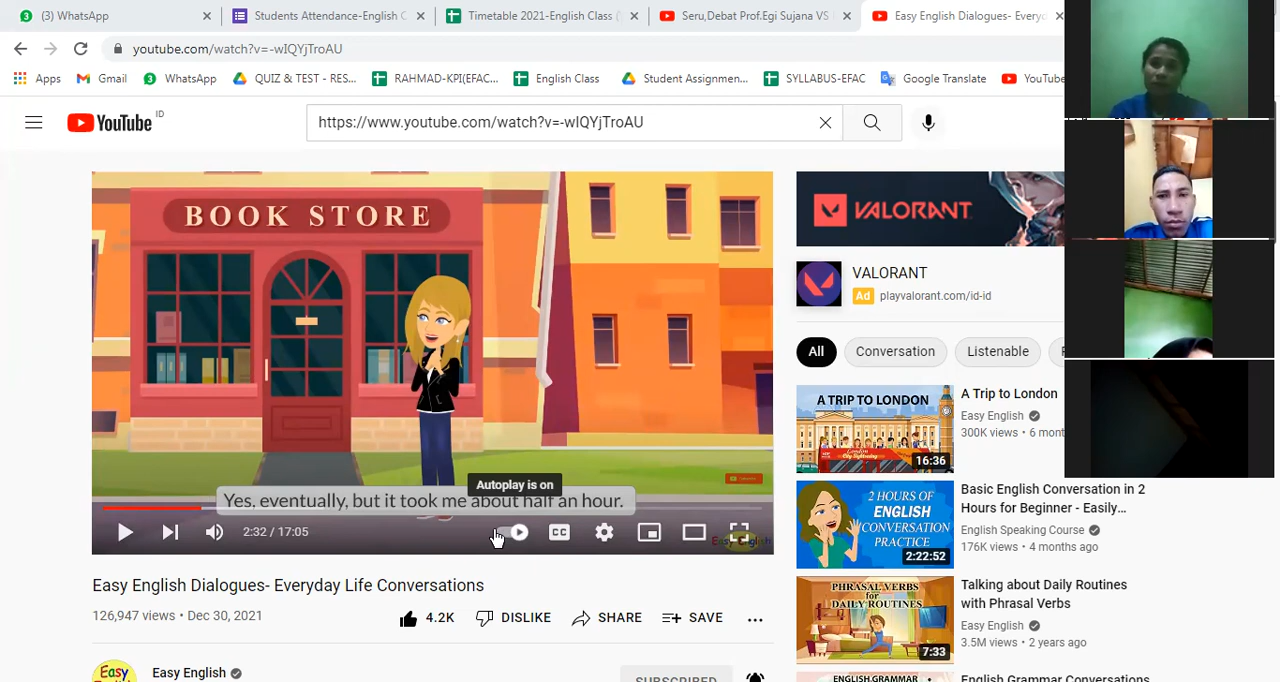 (3) WhatsApp
Students Attendance-English C
Timetable 2021-English Class (
Seru,Debat Prof.Egi Sujana VS
Easy English Dialogues- Everyd
youtube.com/watch?v=-wIQYjTroAU
Apps
Gmail
WhatsApp
QUIZ & TEST - RES...
RAHMAD-KPI(EFAC...
English Class
Student Assignmen...
SYLLABUS-EFAC
Google Translate
YouTube
YouTube ID
https://www.youtube.com/watch?v=-wIQYjTroAU
BOOK STORE
Autoplay is on
Yes, eventually, but it took me about half an hour.
2:32 / 17:05
CC
Easy English
Easy English Dialogues- Everyday Life Conversations
126,947 views • Dec 30, 2021
4.2K
DISLIKE
SHARE
SAVE
Easy
Easy English
SUBSCRIBED
VALORANT
VALORANT
Ad playvalorant.com/id-id
All
Conversation
Listenable
A TRIP TO LONDON
16:36
A Trip to London
Easy English
300K views • 6 mont
2 HOURS OF
ENGLISH
CONVERSATION
PRACTICE
2:22:52
Basic English Conversation in 2
Hours for Beginner - Easily...
English Speaking Course
176K views • 4 months ago
PHRASAL VERBS
for
DAILY ROUTINES
7:33
Talking about Daily Routines
with Phrasal Verbs
Easy English
3.5M views • 2 years ago
ENGLISH GRAMMAR
English Grammar Conversations